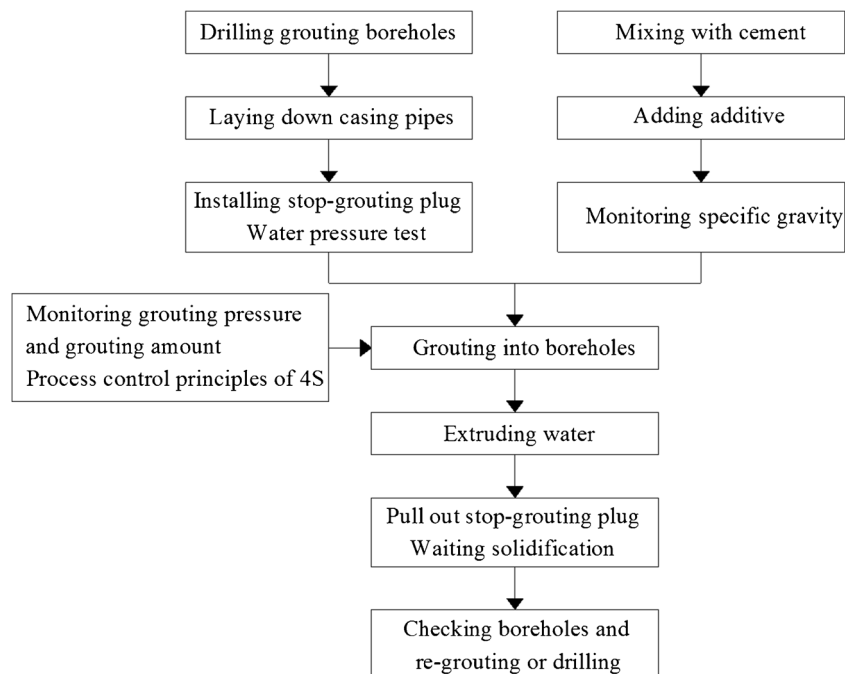 Drilling grouting boreholes
Mixing with cement
Laying down casing pipes
Adding additive
Installing stop-grouting plug
Water pressure test
Monitoring specific gravity
Monitoring grouting pressure
and grouting amount
Process control principles of 4S
Grouting into boreholes
Extruding water
Pull out stop-grouting plug
Waiting solidification
Checking boreholes and
re-grouting or drilling